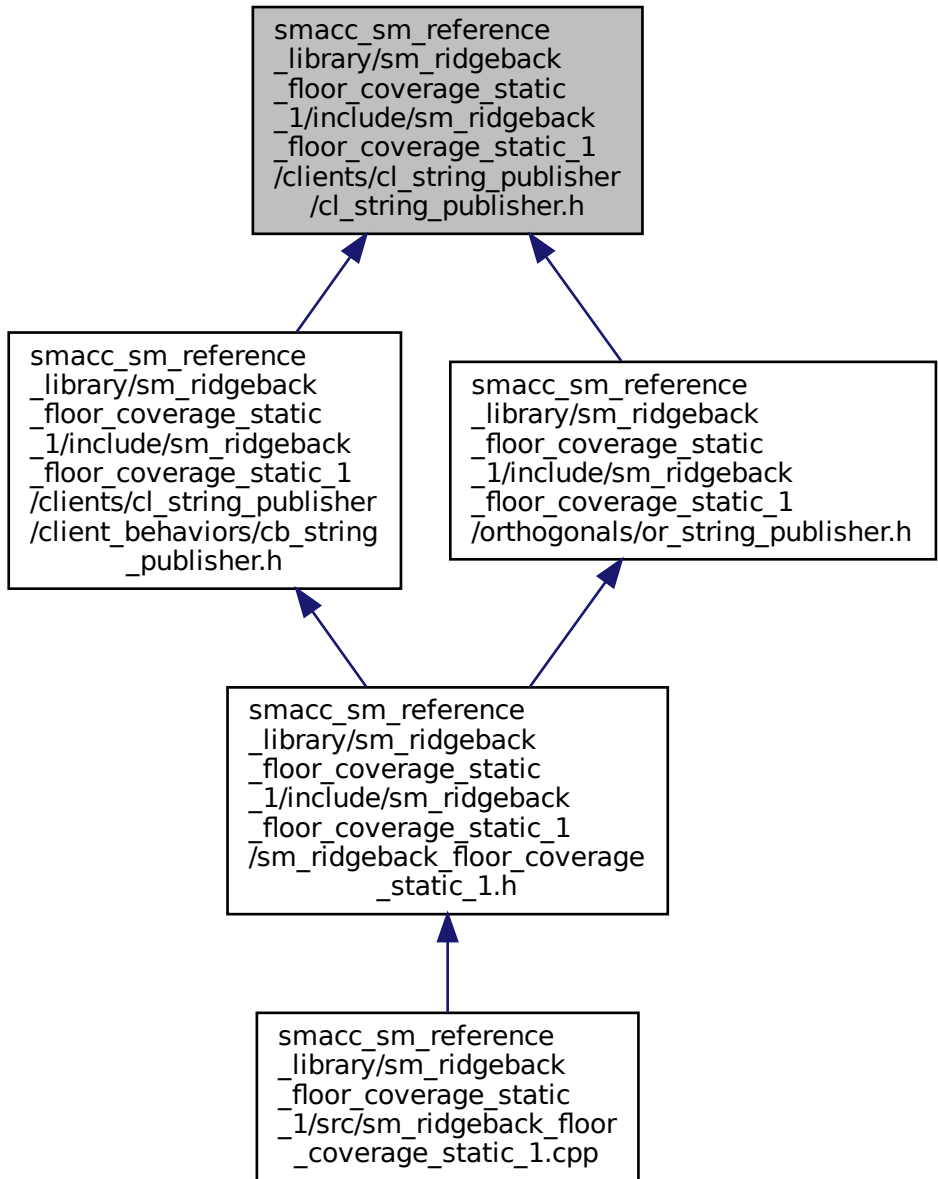 smacc_sm_reference
_library/sm_ridgeback
_floor_coverage_static
_1/include/sm_ridgeback
_floor_coverage_static_1
/clients/cl_string_publisher
/cl_string_publisher.h
smacc_sm_reference
_library/sm_ridgeback
_floor_coverage_static
_1/include/sm_ridgeback
_floor_coverage_static_1
/clients/cl_string_publisher
/client_behaviors/cb_string
_publisher.h
smacc_sm_reference
_library/sm_ridgeback
_floor_coverage_static
_1/include/sm_ridgeback
_floor_coverage_static_1
/orthogonals/or_string_publisher.h
smacc_sm_reference
_library/sm_ridgeback
_floor_coverage_static
_1/include/sm_ridgeback
_floor_coverage_static_1
/sm_ridgeback_floor_coverage
_static_1.h
smacc_sm_reference
_library/sm_ridgeback
_floor_coverage_static
_1/src/sm_ridgeback_floor
_coverage_static_1.cpp